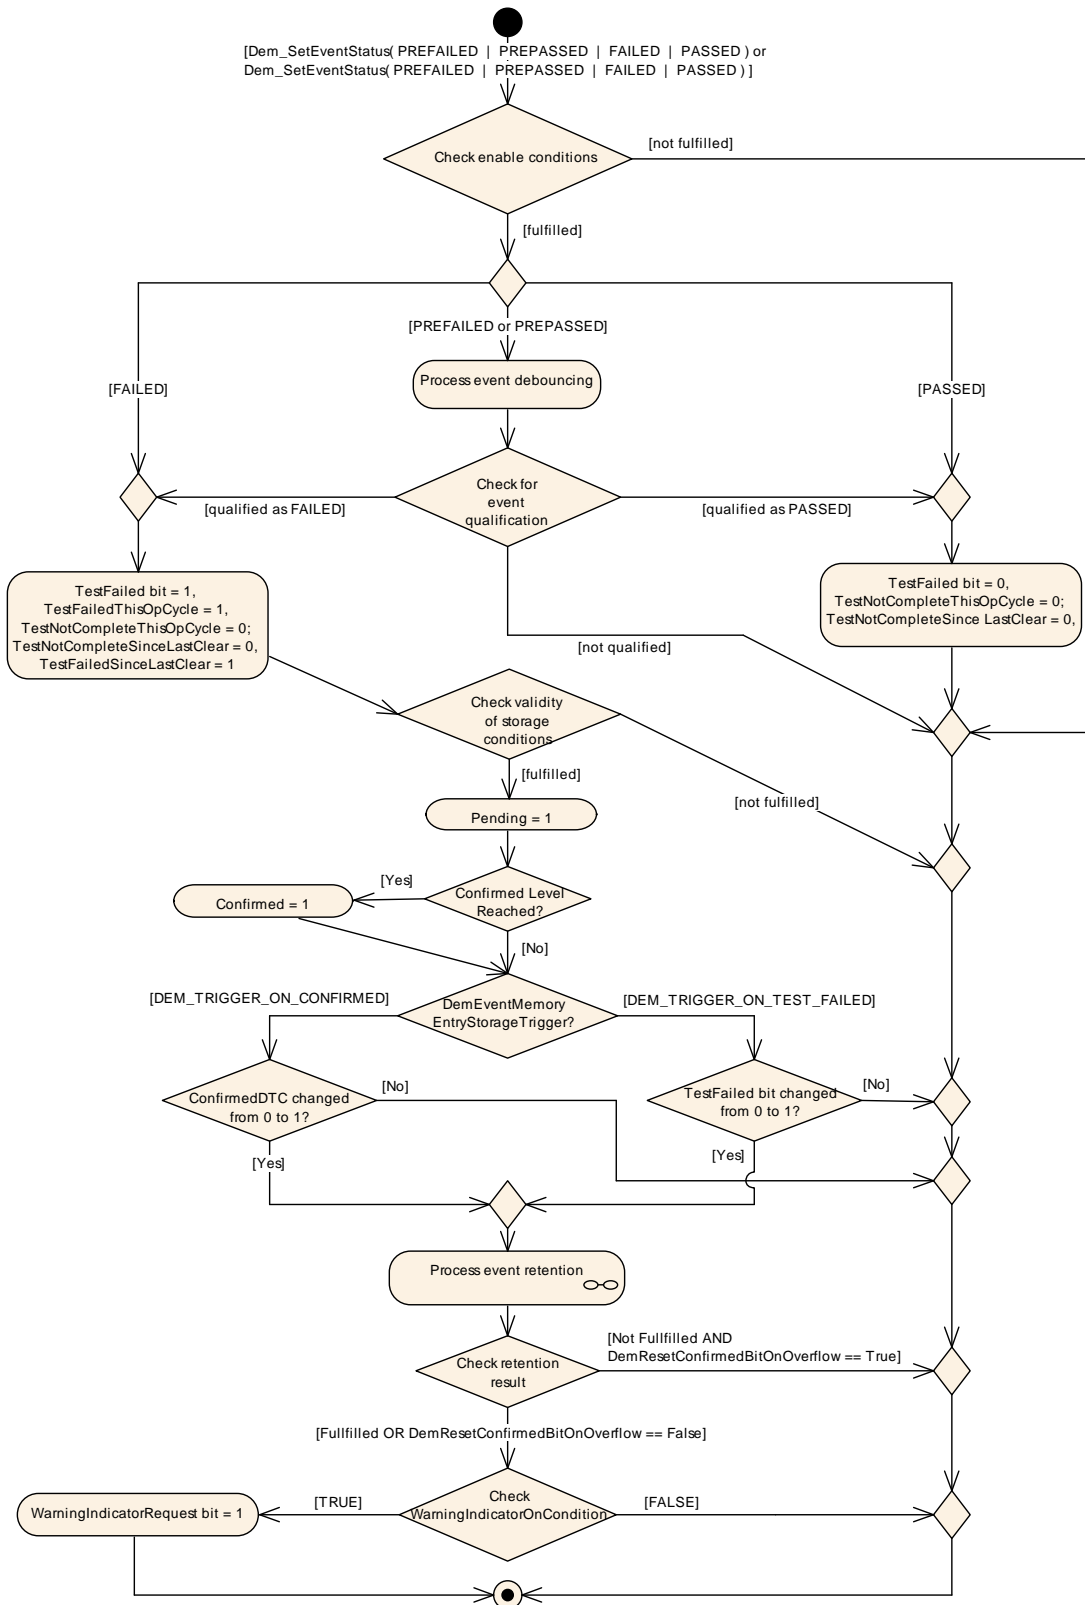 [Dem_SetEventStatus( PREFAILED | PREPASSED | FAILED | PASSED ) or
Dem_SetEventStatus( PREFAILED | PREPASSED | FAILED | PASSED ) ]
Check enable conditions
[not fulfilled]
[fulfilled]
[PREFAILED or PREPASSED]
Process event debouncing
[FAILED]
[PASSED]
Check for
event
qualification
[qualified as FAILED]
[qualified as PASSED]
TestFailed bit = 1,
TestFailedThisOpCycle = 1,
TestNotCompleteThisOpCycle = 0;
TestNotCompleteSinceLastClear = 0,
TestFailedSinceLastClear = 1
TestFailed bit = 0,
TestNotCompleteThisOpCycle = 0;
TestNotCompleteSince LastClear = 0,
[not qualified]
Check validity
of storage
conditions
[fulfilled]
[not fulfilled]
Pending = 1
[Yes]
Confirmed Level
Reached?
Confirmed = 1
[No]
[DEM_TRIGGER_ON_CONFIRMED]
DemEventMemory
EntryStorageTrigger?
[DEM_TRIGGER_ON_TEST_FAILED]
ConfirmedDTC changed
from 0 to 1?
[No]
TestFailed bit changed
from 0 to 1?
[No]
[Yes]
[Yes]
Process event retention
Check retention
result
[Not Fullfilled AND
DemResetConfirmedBitOnOverflow == True]
[Fullfilled OR DemResetConfirmedBitOnOverflow == False]
Check
WarningIndicatorOnCondition
[TRUE]
[FALSE]
WarningIndicatorRequest bit = 1